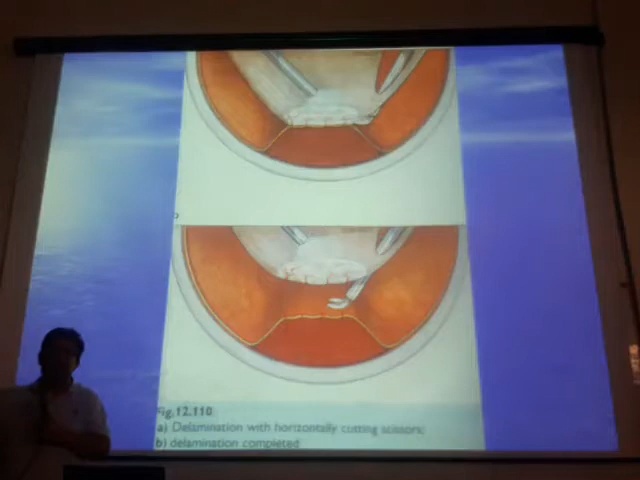 Fig.12.110
a) Delamination with horizontally cutting scissors;
b) delamination completed